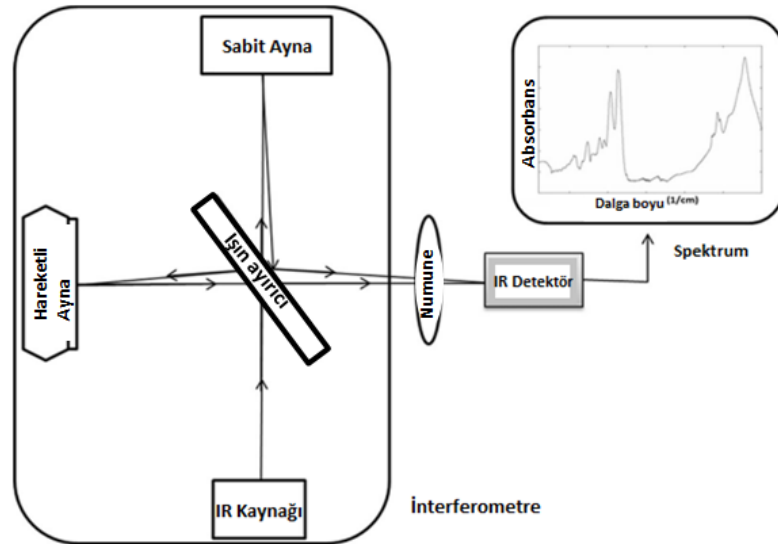 Sabit Ayna
Absorbans
Dalga boyu (1/cm)
Spektrum
Hareketli
Ayna
Işın ayırıcı
Numune
IR Detektör
IR Kaynağı
İnterferometre